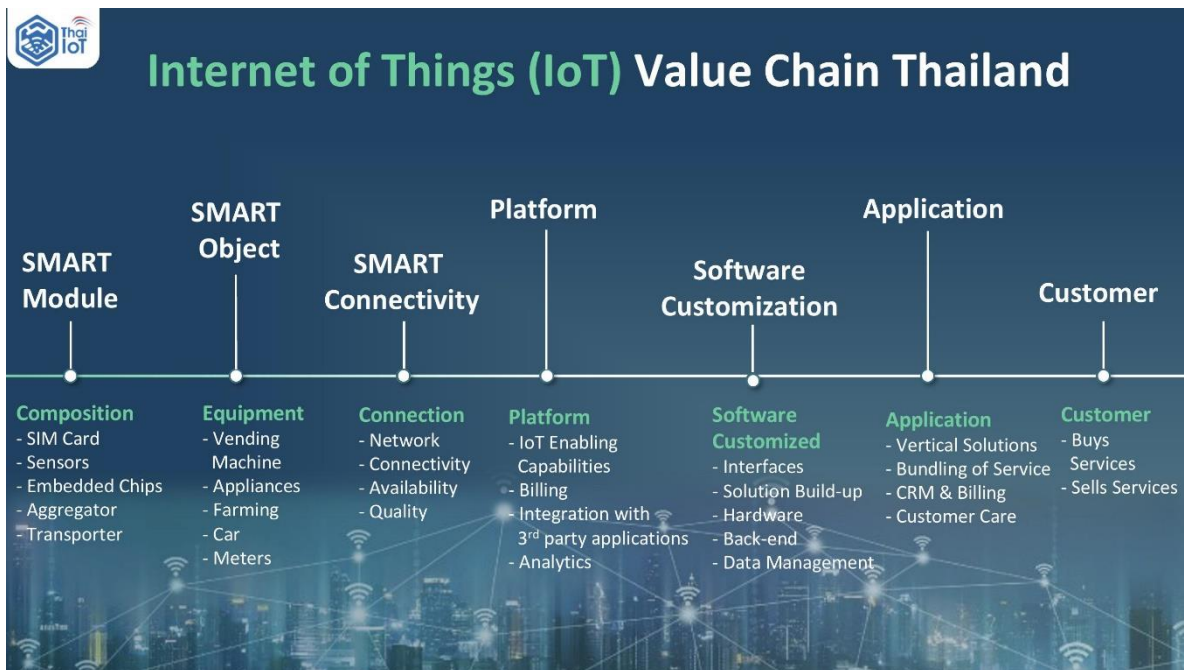 Thai
IoT
Internet of Things (IoT) Value Chain Thailand
SMART
Module
SMART
Object
SMART
Connectivity
Platform
Software
Customization
Application
Customer
Composition
- SIM Card
- Sensors
- Embedded Chips
- Aggregator
- Transporter
Equipment
- Vending
Machine
- Appliances
- Farming
- Car
- Meters
Connection
- Network
- Connectivity
- Availability
- Quality
Platform
- IoT Enabling
Capabilities
- Billing
- Integration with
3rd party applications
- Analytics
Software
Customized
- Interfaces
- Solution Build-up
- Hardware
- Back-end
- Data Management
Application
- Vertical Solutions
- Bundling of Service
- CRM & Billing
- Customer Care
Customer
- Buys
Services
- Sells Services